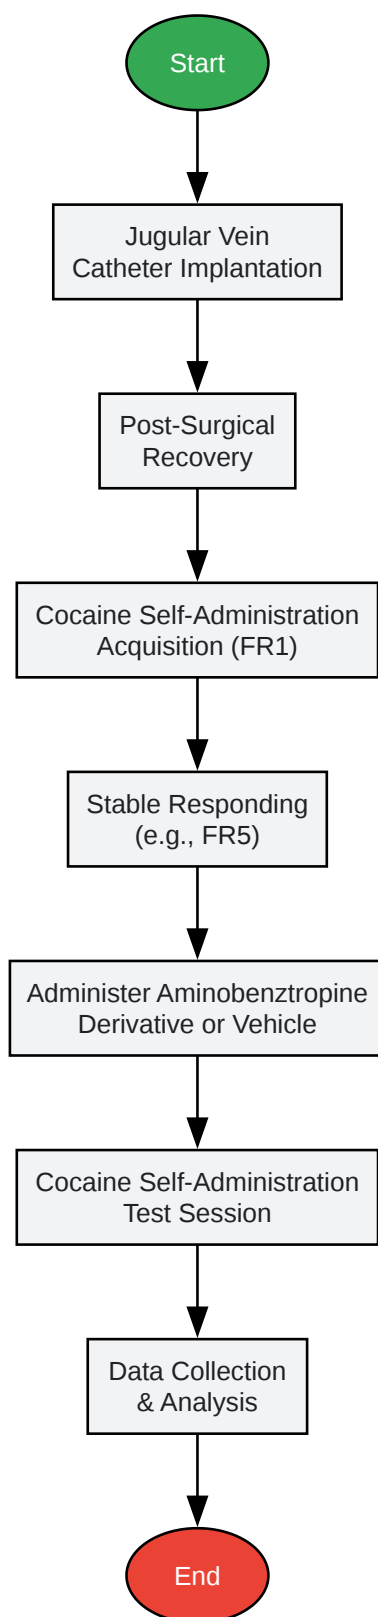 Start
Jugular Vein
Catheter Implantation
Post-Surgical
Recovery
Cocaine Self-Administration
Acquisition (FR1)
Stable Responding
(e.g., FR5)
Administer Aminobenztropine
Derivative or Vehicle
Cocaine Self-Administration
Test Session
Data Collection
& Analysis
End